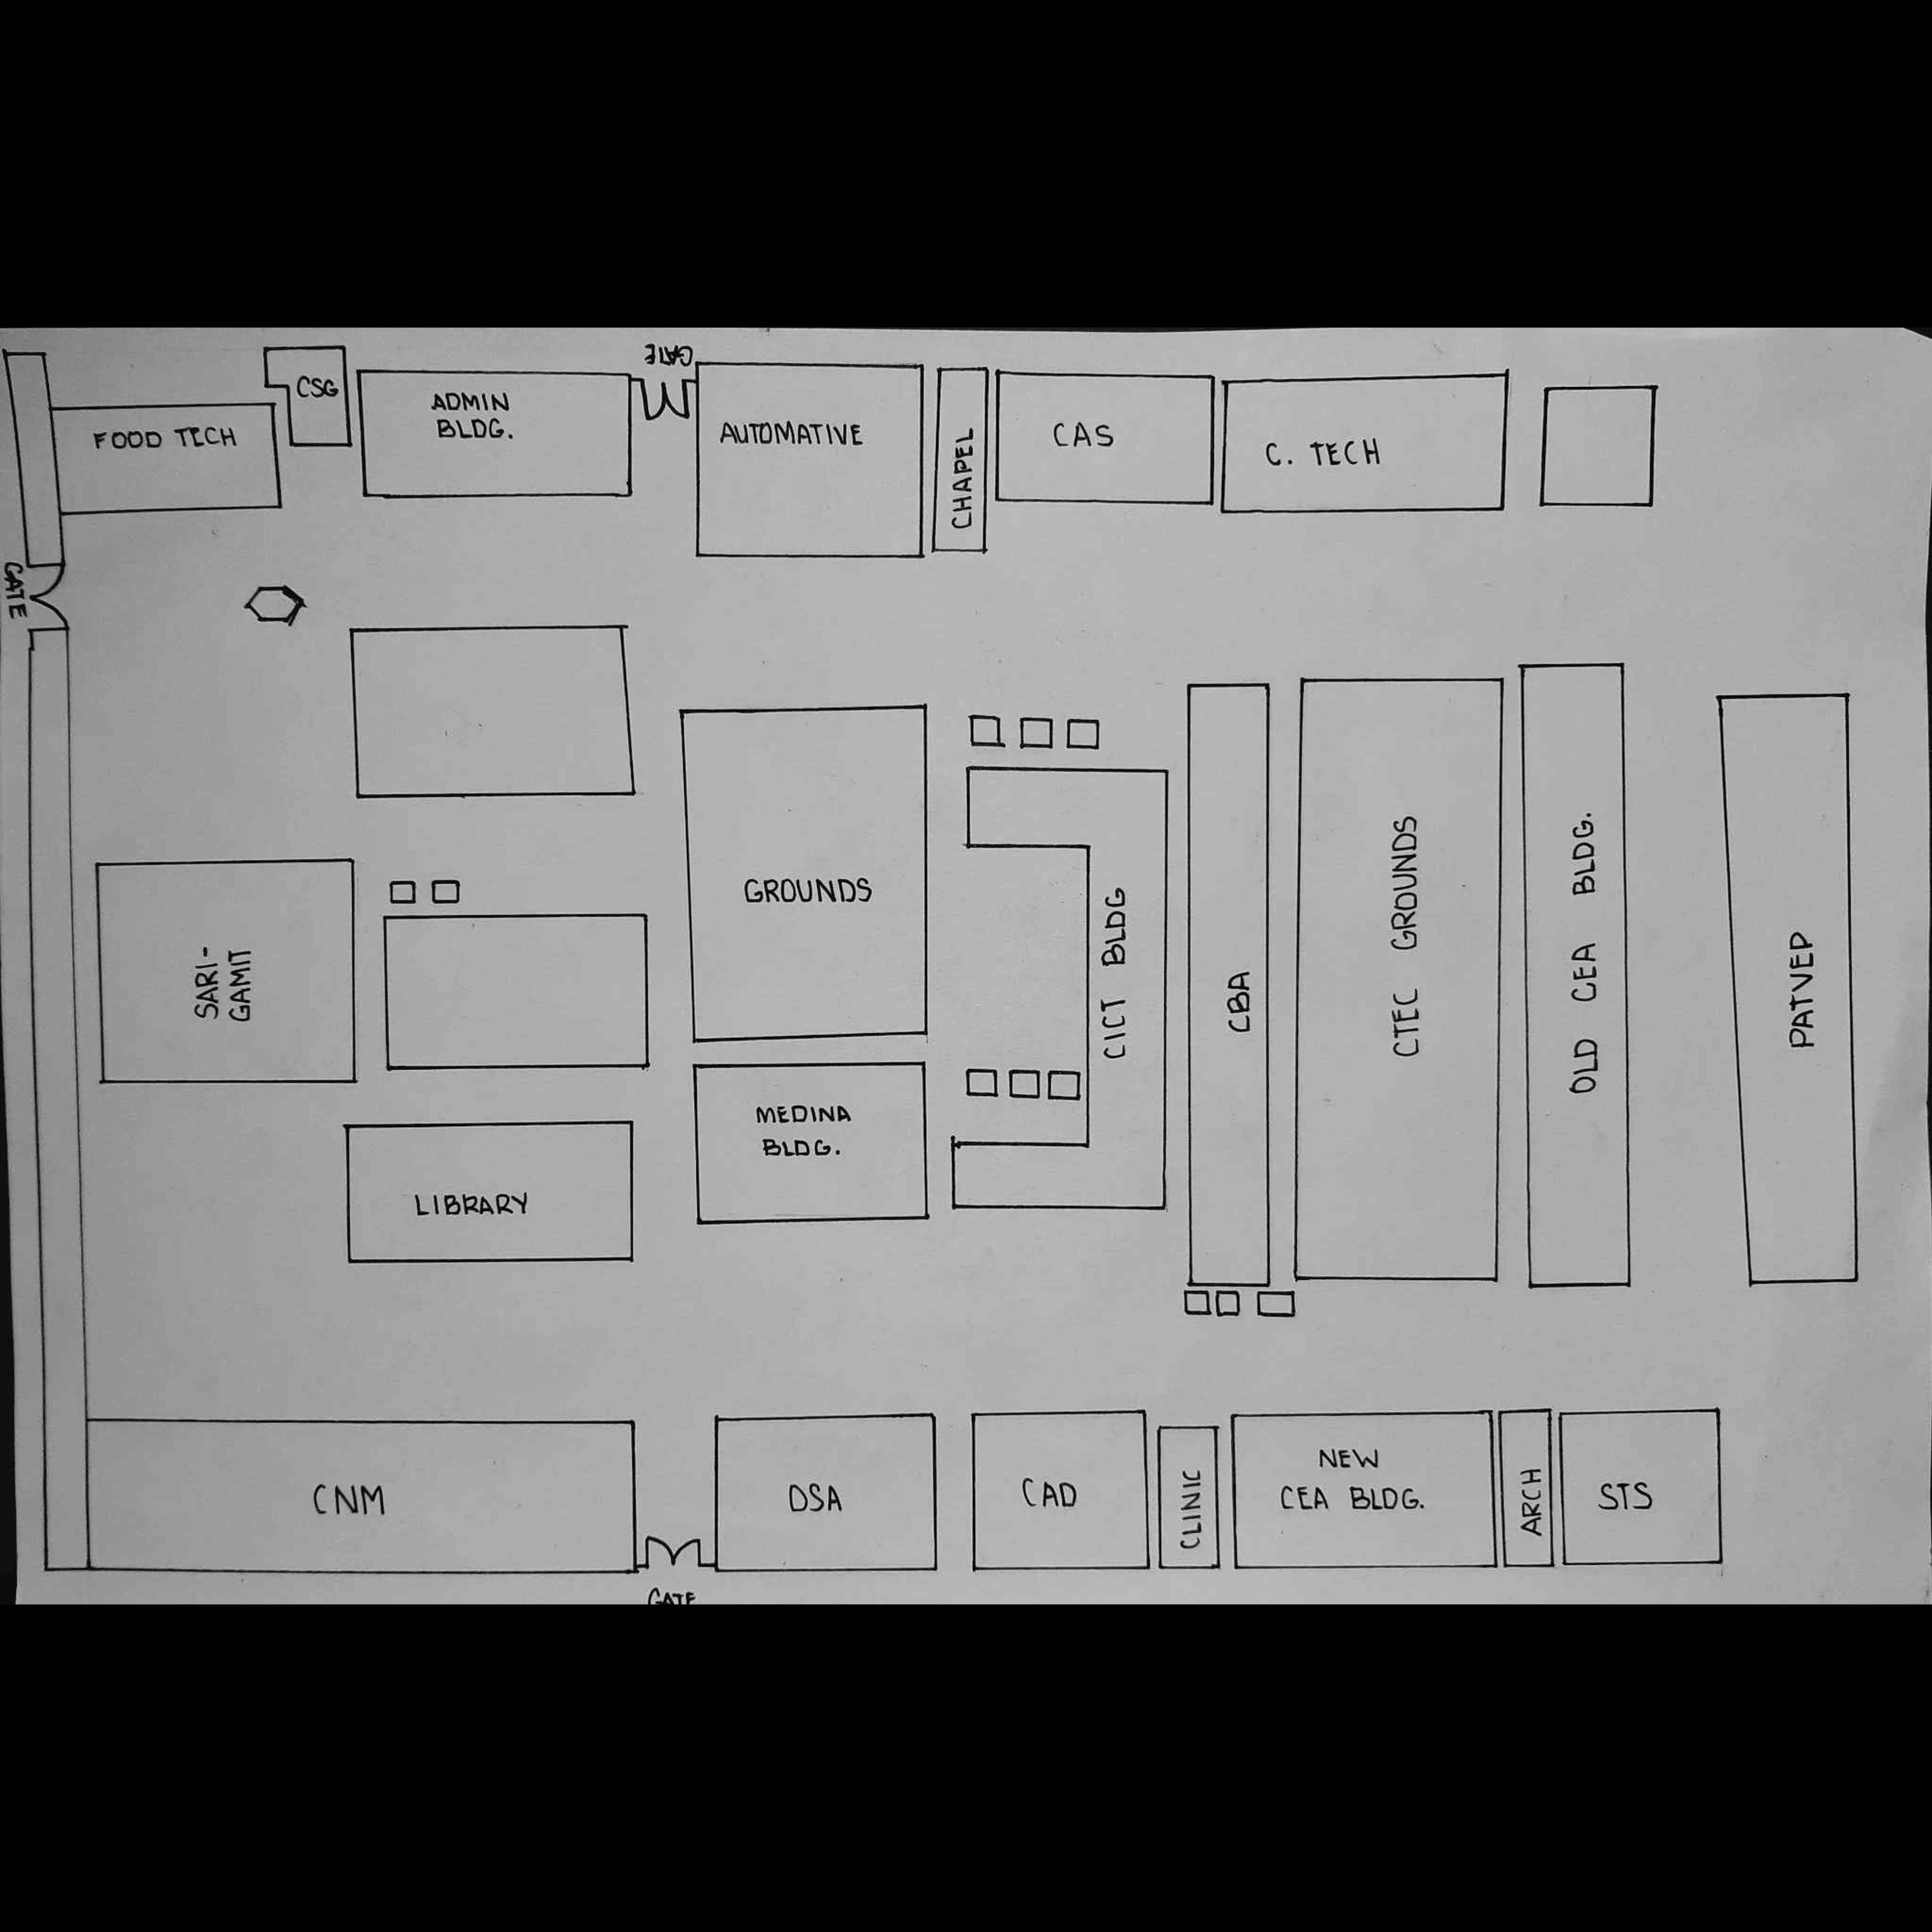 GATE
CSG
ADMIN
BLDG.
FOOD TECH
AUTOMATIVE
CHAPEL
CAS
C. TECH
GATE
GROUNDS
SARI-
GAMIT
CICT BLDG
CBA
CTEC GROUNDS
OLD CEA BLDG.
PATVEP
MEDINA
BLDG.
LIBRARY
CNM
OSA
CAD
CLINIC
NEW
CEA BLDG.
ARCH
STS
GATE